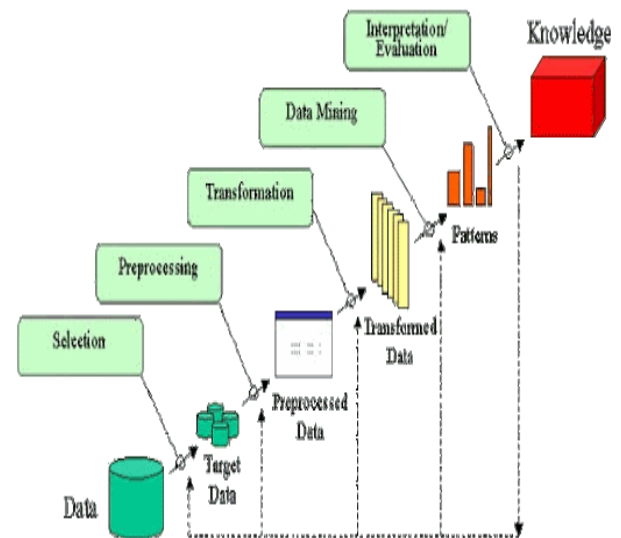 Interpretation/
Evaluation
Knowledge
Data Mining
Transformation
Patterns
Preprocessing
Transformed
Data
Selection
Preprocessed
Data
Target
Data
Data